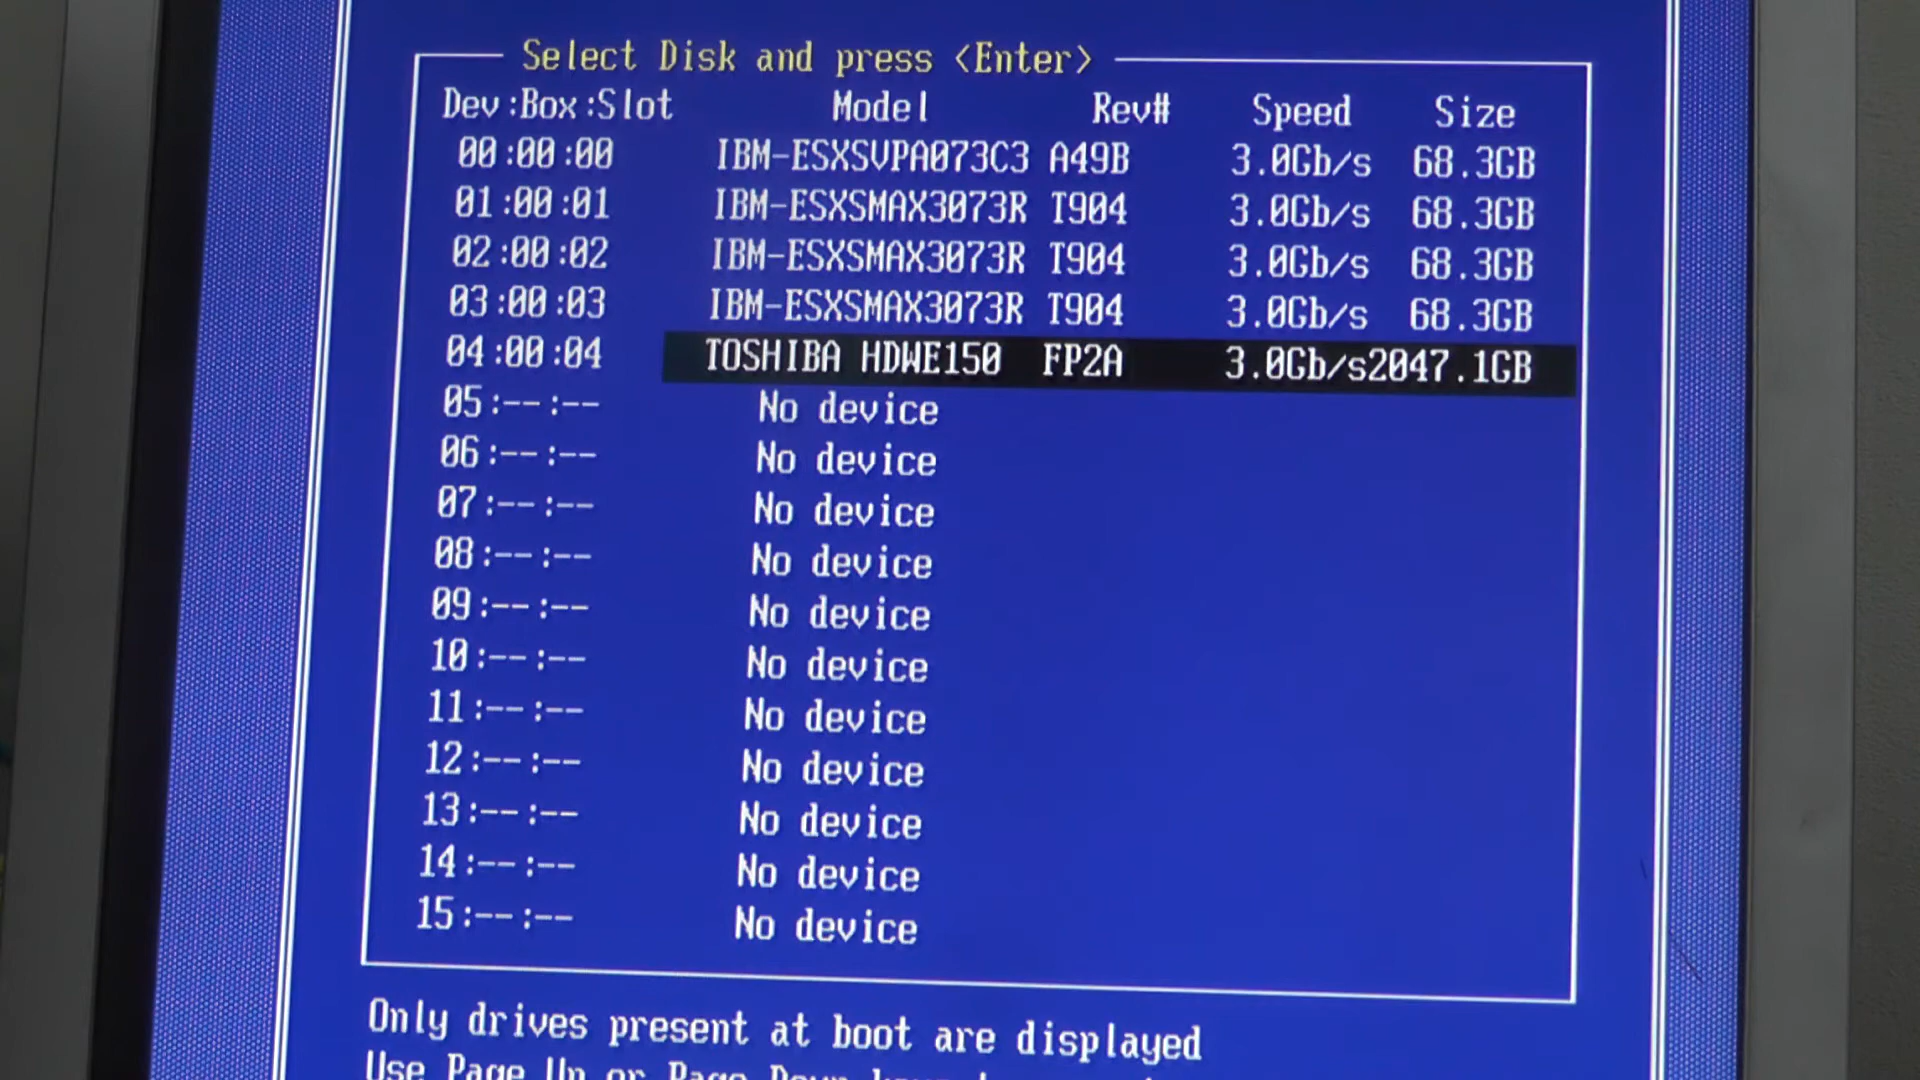 Select Disk and press <Enter>
Dev:Box:Slot Model Rev# Speed Size
00:00:00 IBM-ESXSVPA073C3 A49B 3.0Gb/s 68.3GB
01:00:01 IBM-ESXSMAX3073R T904 3.0Gb/s 68.3GB
02:00:02 IBM-ESXSMAX3073R T904 3.0Gb/s 68.3GB
03:00:03 IBM-ESXSMAX3073R T904 3.0Gb/s 68.3GB
04:00:04 TOSHIBA HDWE150 FP2A 3.0Gb/s2047.1GB
05:--:-- No device
06:--:-- No device
07:--:-- No device
08:--:-- No device
09:--:-- No device
10:--:-- No device
11:--:-- No device
12:--:-- No device
13:--:-- No device
14:--:-- No device
15:--:-- No device
Only drives present at boot are displayed
Use Page Up or Page Down